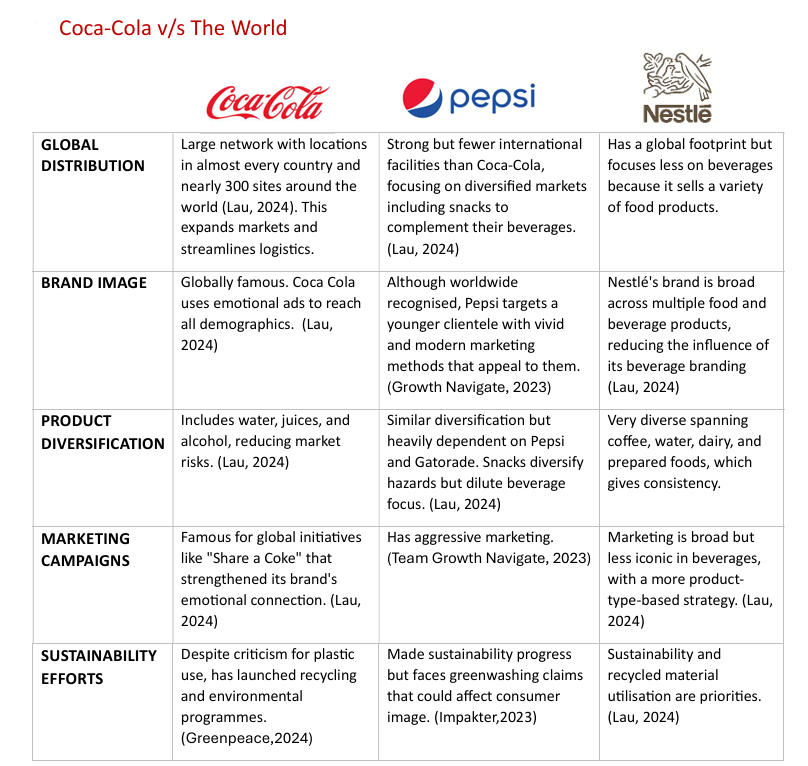 Coca-Cola v/s The World
Coca-Cola
pepsi
Nestlé
GLOBAL
DISTRIBUTION
Large network with locations
in almost every country and
nearly 300 sites around the
world (Lau, 2024). This
expands markets and
streamlines logistics.
Strong but fewer international
facilities than Coca-Cola,
focusing on diversified markets
including snacks to
complement their beverages.
(Lau, 2024)
Has a global footprint but
focuses less on beverages
because it sells a variety
of food products.
BRAND IMAGE
Globally famous. Coca Cola
uses emotional ads to reach
all demographics.  (Lau,
2024)
Although worldwide
recognised, Pepsi targets a
younger clientele with vivid
and modern marketing
methods that appeal to them.
(Growth Navigate, 2023)
Nestlé's brand is broad
across multiple food and
beverage products,
reducing the influence of
its beverage branding
(Lau, 2024)
PRODUCT
DIVERSIFICATION
Includes water, juices, and
alcohol, reducing market
risks. (Lau, 2024)
Similar diversification but
heavily dependent on Pepsi
and Gatorade. Snacks diversify
hazards but dilute beverage
focus. (Lau, 2024)
Very diverse spanning
coffee, water, dairy, and
prepared foods, which
gives consistency.
MARKETING
CAMPAIGNS
Famous for global initiatives
like "Share a Coke" that
strengthened its brand's
emotional connection. (Lau,
2024)
Has aggressive marketing.
(Team Growth Navigate, 2023)
Marketing is broad but
less iconic in beverages,
with a more product-
type-based strategy. (Lau,
2024)
SUSTAINABILITY
EFFORTS
Despite criticism for plastic
use, has launched recycling
and environmental
programmes.
(Greenpeace,2024)
Made sustainability progress
but faces greenwashing claims
that could affect consumer
image. (Impakter,2023)
Sustainability and
recycled material
utilisation are priorities.
(Lau, 2024)